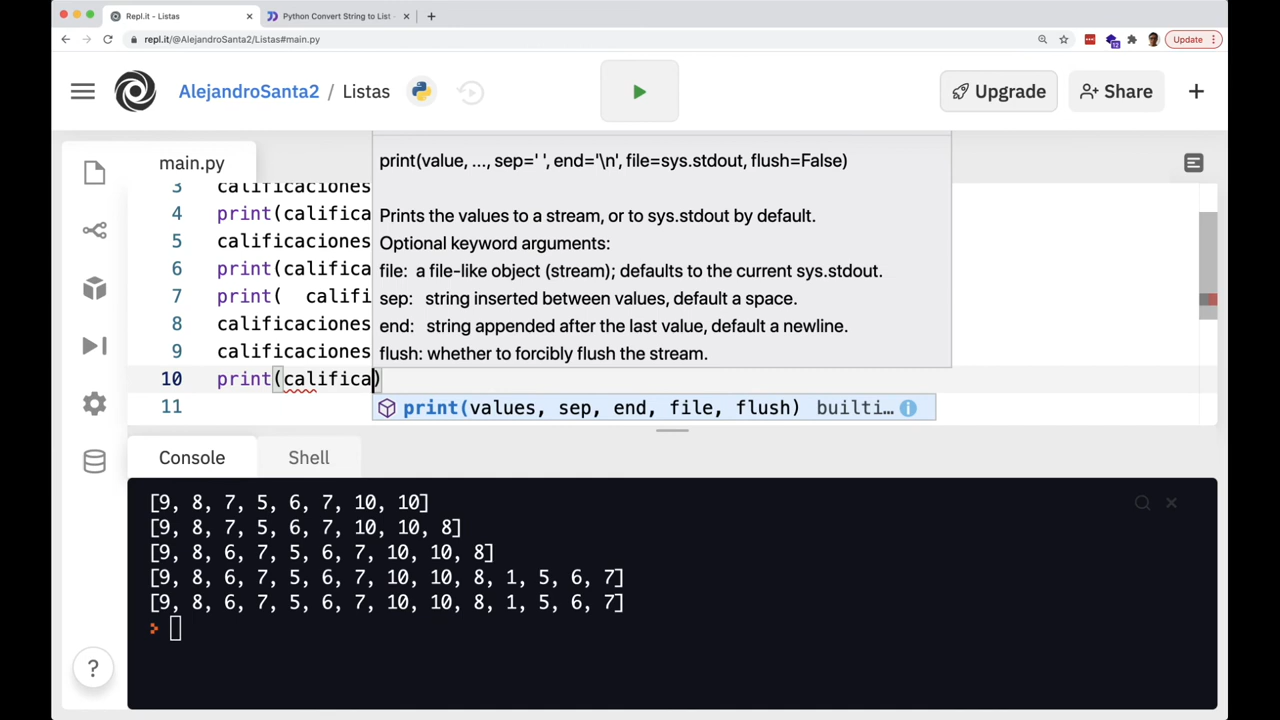 Repl.it - Listas
Python Convert String to List -
repl.it/@AlejandroSanta2/Listas#main.py
12
Update
AlejandroSanta2 / Listas
Upgrade
Share
main.py
print(value, ..., sep=' ', end='\n', file=sys.stdout, flush=False)
Prints the values to a stream, or to sys.stdout by default.
Optional keyword arguments:
file: a file-like object (stream); defaults to the current sys.stdout.
sep: string inserted between values, default a space.
end: string appended after the last value, default a newline.
flush: whether to forcibly flush the stream.
3 calificaciones
4 print(califica
5 calificaciones
6 print(califica
7 print(  califi
8 calificaciones
9 calificaciones
10 print(califica)
11
print(values, sep, end, file, flush) builti…
Console
Shell
[9, 8, 7, 5, 6, 7, 10, 10]
[9, 8, 7, 5, 6, 7, 10, 10, 8]
[9, 8, 6, 7, 5, 6, 7, 10, 10, 8]
[9, 8, 6, 7, 5, 6, 7, 10, 10, 8, 1, 5, 6, 7]
[9, 8, 6, 7, 5, 6, 7, 10, 10, 8, 1, 5, 6, 7]
>
?